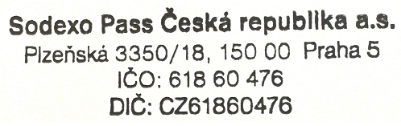 Sodexo Pass Česká republika a.s.
Plzeňská 3350/18, 150 00 Praha 5
IČO: 618 60 476
DIČ: CZ61860476